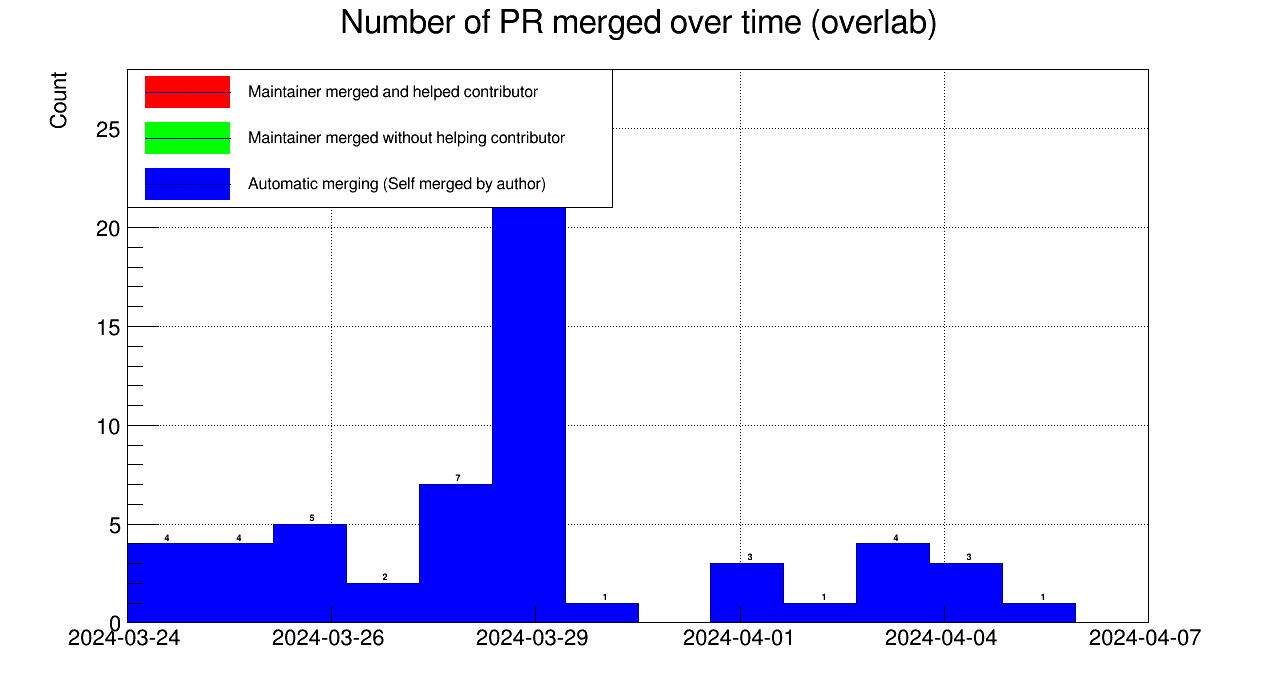 Number of PR merged over time (overlab)
Count
Maintainer merged and helped contributor
Maintainer merged without helping contributor
Automatic merging (Self merged by author)
25
20
15
10
5
0
4 4 5 2 7 1 3 1 4 3 1
2024-03-24 2024-03-26 2024-03-29 2024-04-01 2024-04-04 2024-04-07